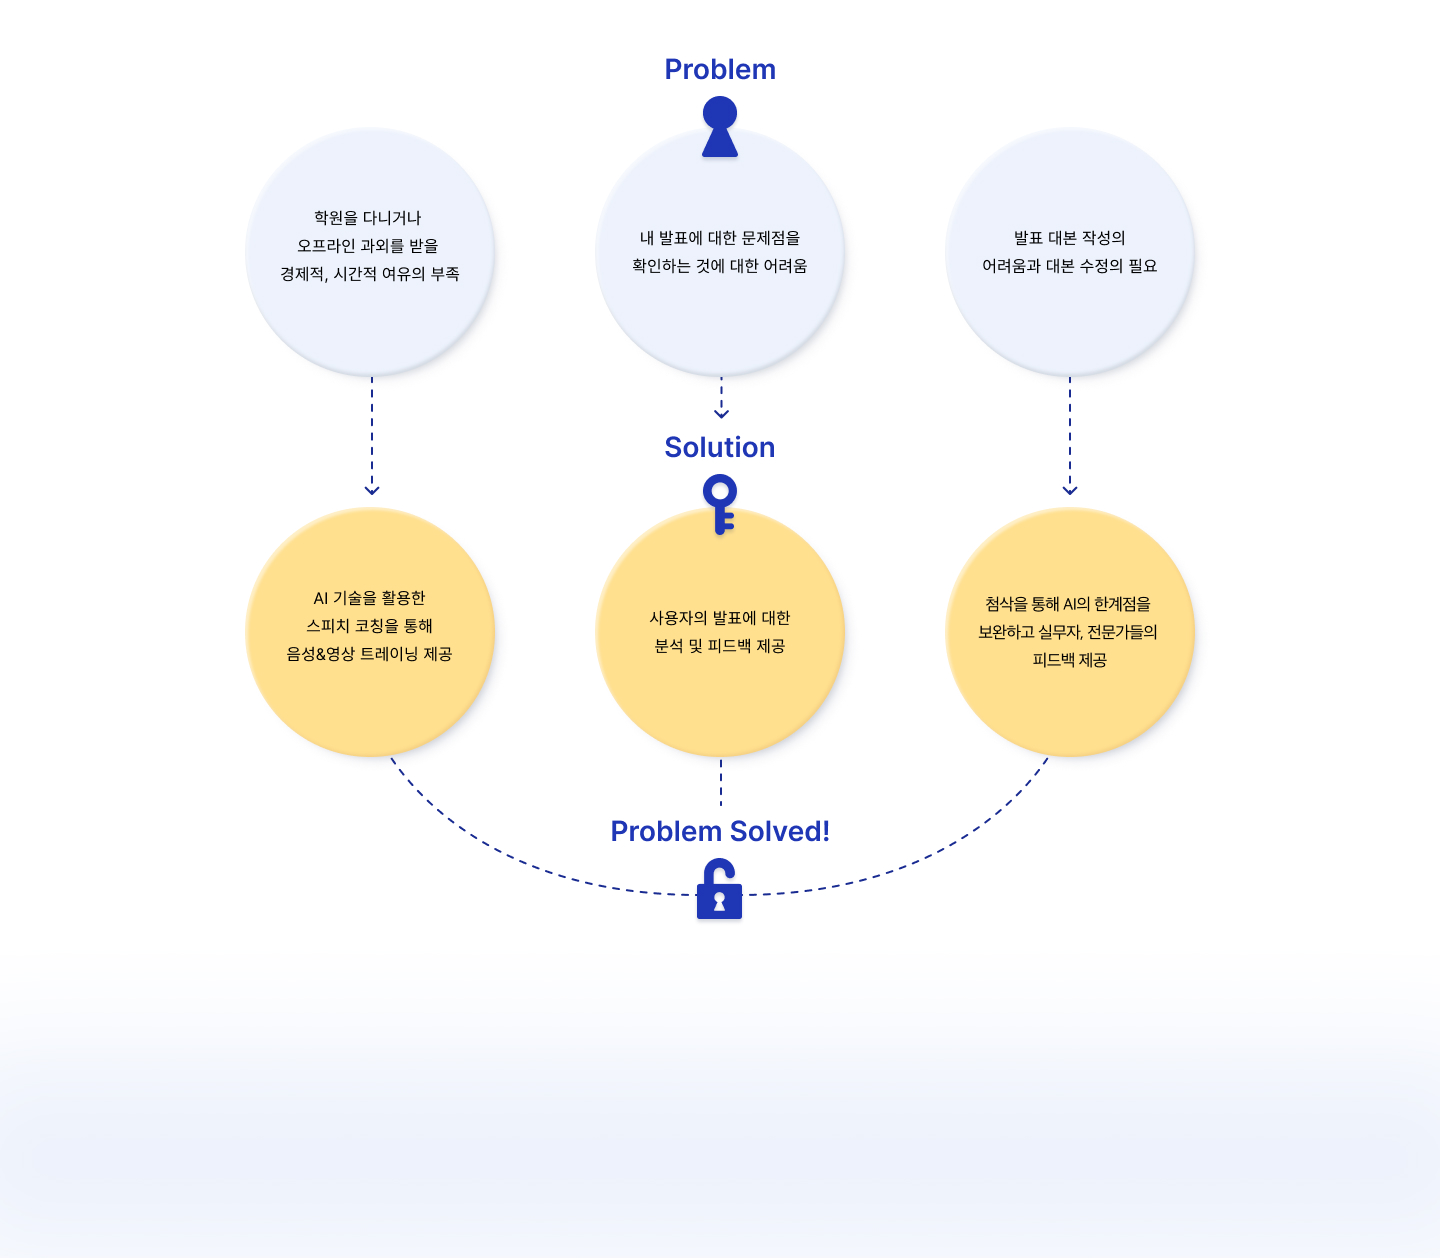 Problem
학원을 다니거나
오프라인 과외를 받을
경제적, 시간적 여유의 부족
내 발표에 대한 문제점을
확인하는 것에 대한 어려움
발표 대본 작성의
어려움과 대본 수정의 필요
Solution
AI 기술을 활용한
스피치 코칭을 통해
음성&영상 트레이닝 제공
사용자의 발표에 대한
분석 및 피드백 제공
첨삭을 통해 AI의 한계점을
보완하고 실무자, 전문가들의
피드백 제공
Problem Solved!